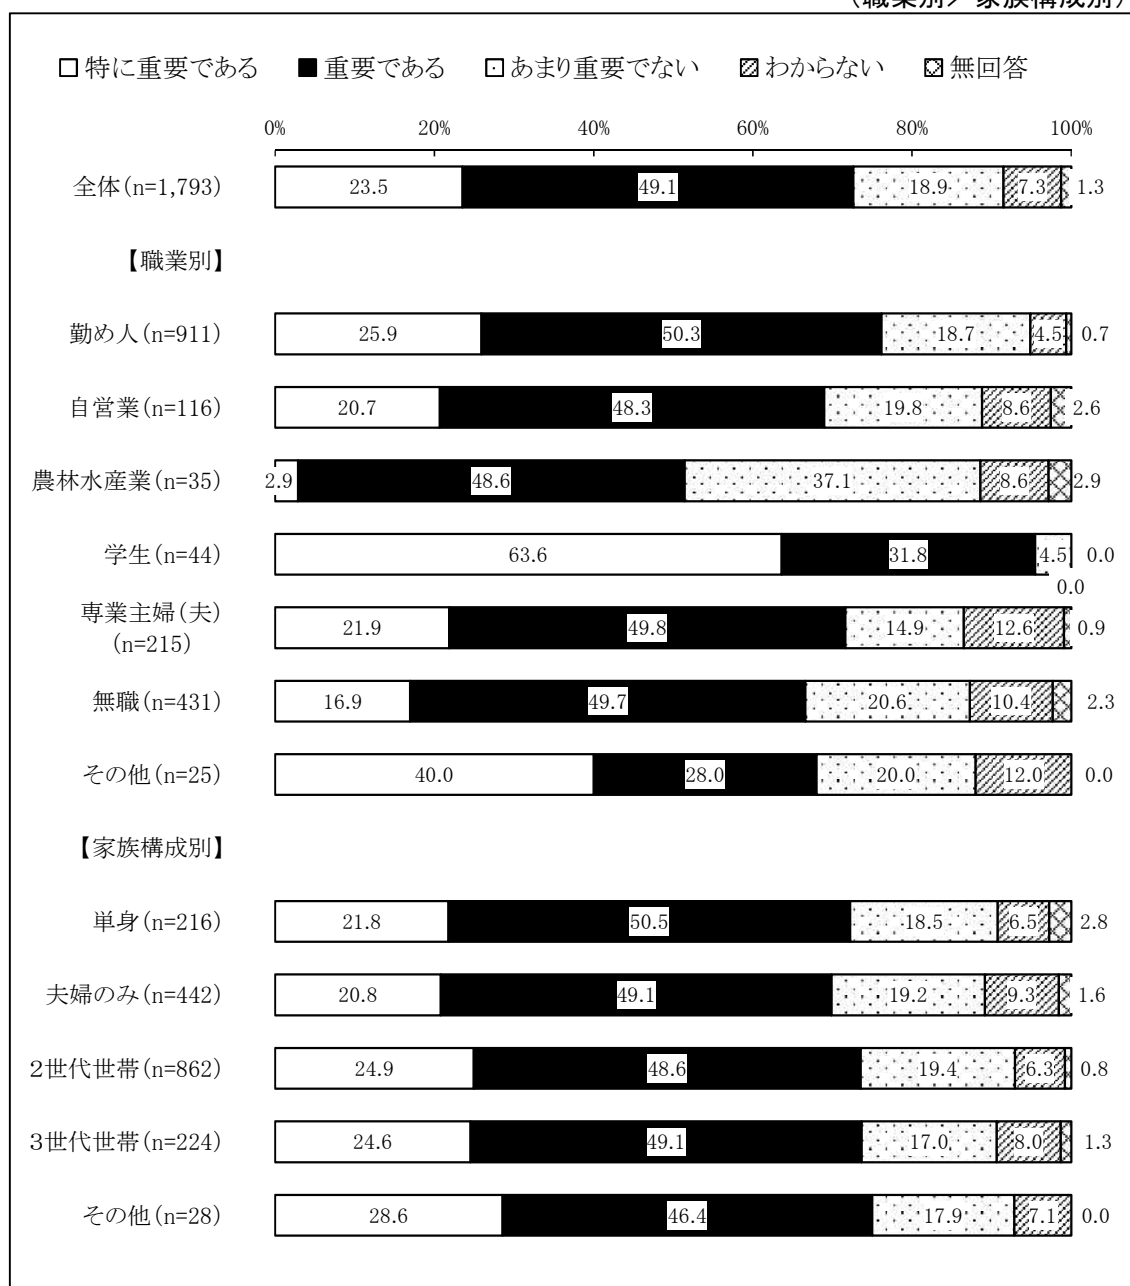 (職業別／家族構成別)
特に重要である 重要である あまり重要でない わからない 無回答
0% 20% 40% 60% 80% 100%
全体(n=1,793) 23.5 49.1 18.9 7.3 1.3
【職業別】
勤め人(n=911) 25.9 50.3 18.7 4.5 0.7
自営業(n=116) 20.7 48.3 19.8 8.6 2.6
農林水産業(n=35) 2.9 48.6 37.1 8.6 2.9
学生(n=44) 63.6 31.8 4.5 0.0
0.0
専業主婦(夫)
(n=215) 21.9 49.8 14.9 12.6 0.9
無職(n=431) 16.9 49.7 20.6 10.4 2.3
その他(n=25) 40.0 28.0 20.0 12.0 0.0
【家族構成別】
単身(n=216) 21.8 50.5 18.5 6.5 2.8
夫婦のみ(n=442) 20.8 49.1 19.2 9.3 1.6
2世代世帯(n=862) 24.9 48.6 19.4 6.3 0.8
3世代世帯(n=224) 24.6 49.1 17.0 8.0 1.3
その他(n=28) 28.6 46.4 17.9 7.1 0.0